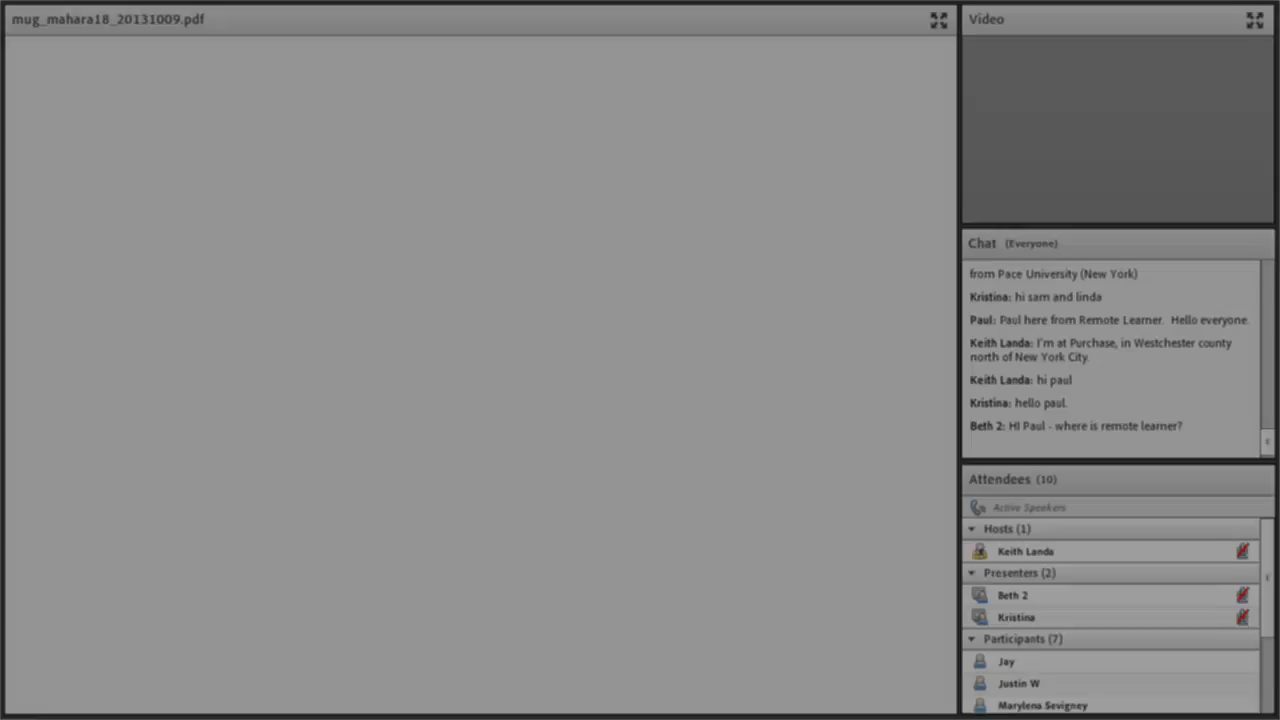 mug_mahara18_20131009.pdf
Video
Chat (Everyone)
from Pace University (New York)
Kristina: hi sam and linda
Paul: Paul here from Remote Learner. Hello everyone.
Keith Landa: I'm at Purchase, in Westchester county
north of New York City.
Keith Landa: hi paul
Kristina: hello paul.
Beth 2: HI Paul - where is remote learner?
Attendees (10)
Active Speakers
Hosts (1)
Keith Landa
Presenters (2)
Beth 2
Kristina
Participants (7)
Joy
Justin W
Marylena Sevigney